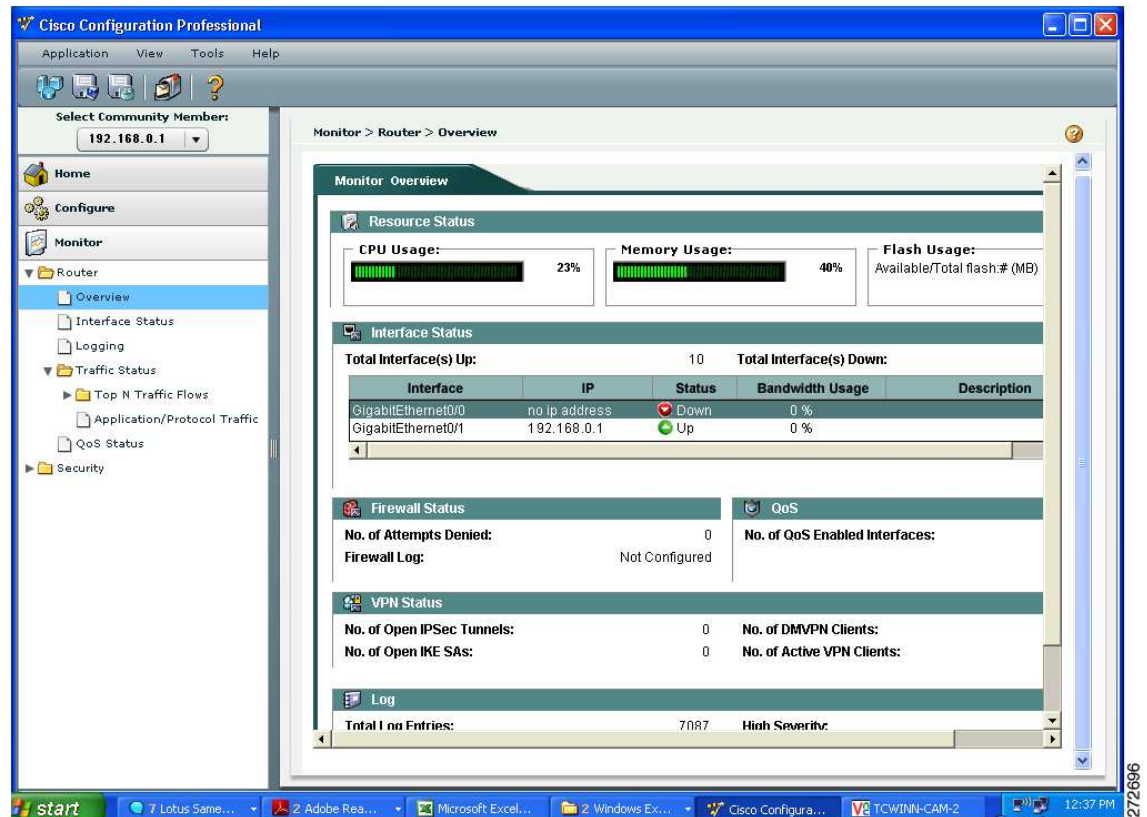 Cisco Configuration Professional
Application View Tools Help
Select Community Member:
192.168.0.1
Home
Configure
Monitor
Router
Overview
Interface Status
Logging
Traffic Status
Top N Traffic Flows
Application/Protocol Traffic
QoS Status
Security
Monitor > Router > Overview
Monitor Overview
Resource Status
CPU Usage:
23%
Memory Usage:
40%
Flash Usage:
Available/Total flash:# (MB)
Interface Status
Total Interface(s) Up: 10 Total Interface(s) Down:
Interface IP Status Bandwidth Usage Description
GigabitEthernet0/0 no ip address Down 0 %
GigabitEthernet0/1 192.168.0.1 Up 0 %
Firewall Status
No. of Attempts Denied: 0
Firewall Log: Not Configured
QoS
No. of QoS Enabled Interfaces:
VPN Status
No. of Open IPSec Tunnels: 0 No. of DMVPN Clients:
No. of Open IKE SAs: 0 No. of Active VPN Clients:
Log
Total Log Entries: 7087 High Severity:
start 7 Lotus Same... 2 Adobe Rea... Microsoft Excel... 2 Windows Ex... Cisco Configura... TCWINN-CAM-2 12:37 PM
272696